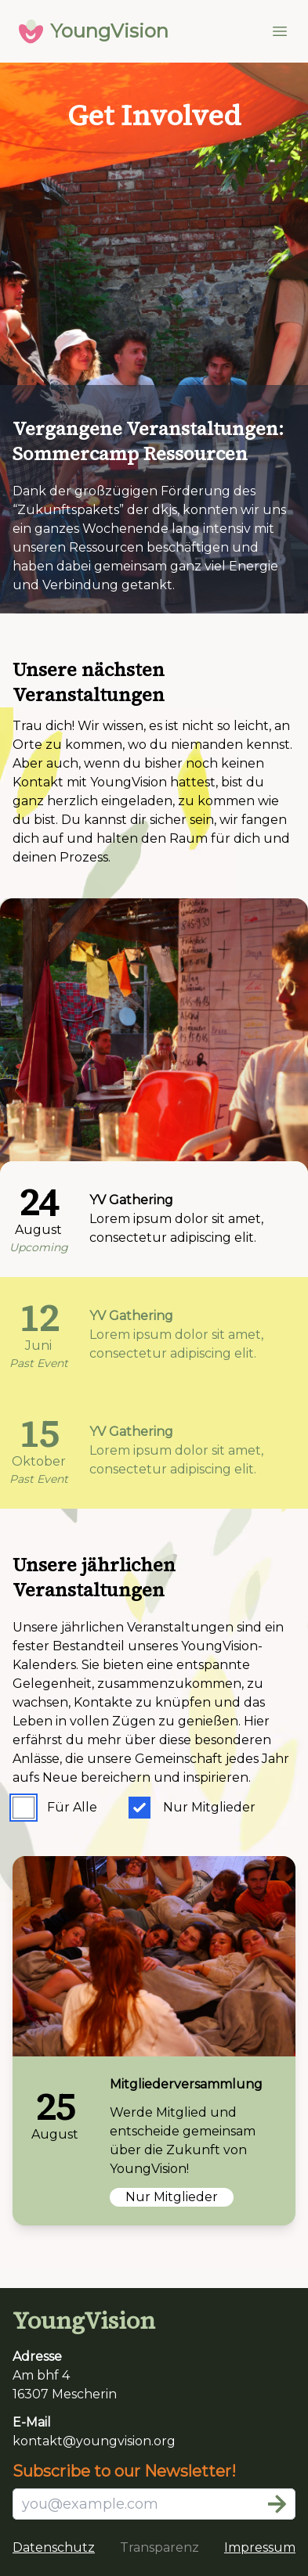 YoungVision
Get Involved
Vergangene Veranstaltungen:
Sommercamp Ressourcen
Dank der großzügigen Förderung des
“Zukunftspakets” der dkjs, konnten wir uns
ein ganzes Wochenende lang intensiv mit
unseren Ressourcen beschäftigen und
haben dabei gemeinsam ganz viel Energie
und Verbindung getankt.
Unsere nächsten
Veranstaltungen
Trau dich! Wir wissen, es ist nicht so leicht, an
Orte zu kommen, wo du niemanden kennst.
Aber auch, wenn du bisher noch keinen
Kontakt mit YoungVision hattest, bist du
ganz herzlich eingeladen, zu kommen wie
du bist. Du kannst dir sicher sein, wir fangen
dich auf und halten den Raum für dich und
deinen Prozess.
24
August
Upcoming
YV Gathering
Lorem ipsum dolor sit amet,
consectetur adipiscing elit.
12
Juni
Past Event
YV Gathering
Lorem ipsum dolor sit amet,
consectetur adipiscing elit.
15
Oktober
Past Event
YV Gathering
Lorem ipsum dolor sit amet,
consectetur adipiscing elit.
Unsere jährlichen
Veranstaltungen
Unsere jährlichen Veranstaltungen sind ein
fester Bestandteil unseres YoungVision-
Kalenders. Sie bieten eine entspannte
Gelegenheit, zusammenzukommen, zu
wachsen, Kontakte zu knüpfen und das
Leben in vollen Zügen zu genießen. Hier
erfährst du mehr über diese besonderen
Anlässe, die unsere Gemeinschaft jedes Jahr
aufs Neue bereichern und inspirieren.
Für Alle
Nur Mitglieder
25
August
Mitgliederversammlung
Werde Mitglied und
entscheide gemeinsam
über die Zukunft von
YoungVision!
Nur Mitglieder
YoungVision
Adresse
Am bhf 4
16307 Mescherin
E-Mail
kontakt@youngvision.org
Subscribe to our Newsletter!
you@example.com
Datenschutz Transparenz Impressum